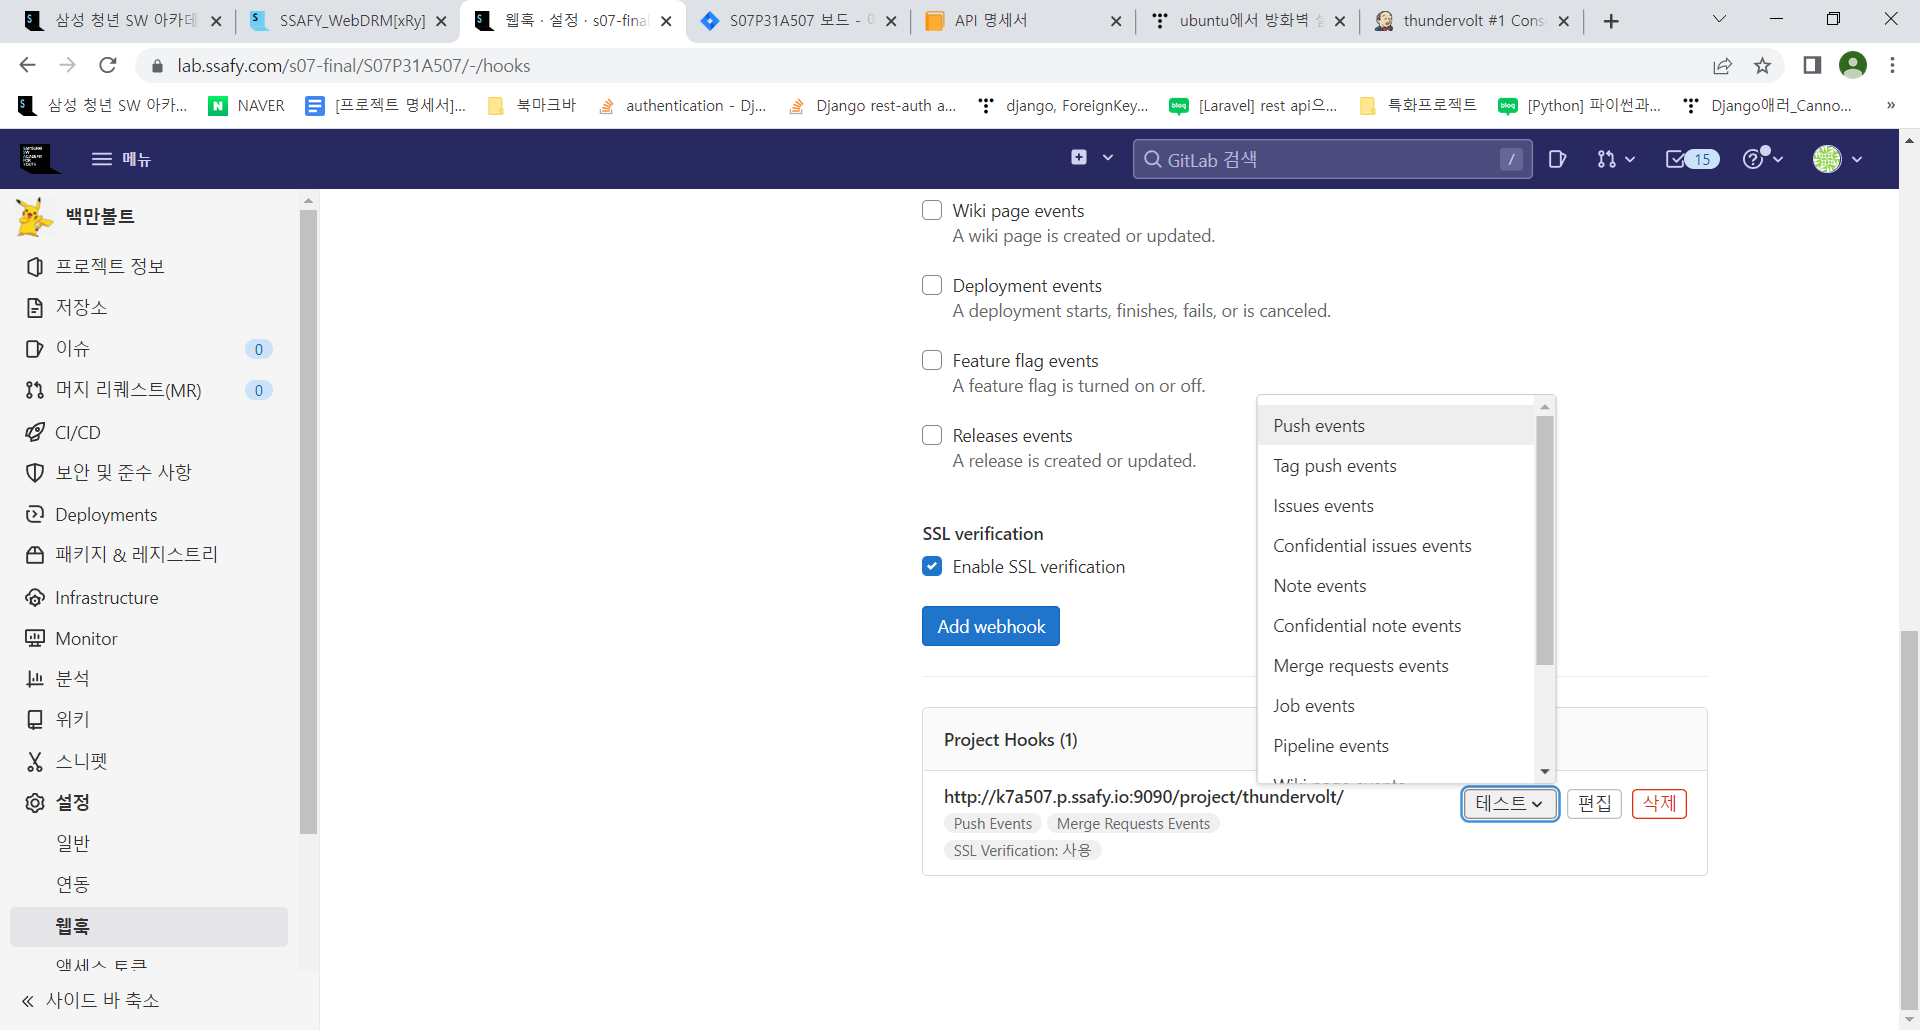 삼성 청년 SW 아카데
SSAFY_WebDRM[xRy]
웹훅 · 설정 · s07-final
S07P31A507 보드 -
API 명세서
ubuntu에서 방화벽
thundervolt #1 Cons
lab.ssafy.com/s07-final/S07P31A507/-/hooks
삼성 청년 SW 아카...
NAVER
[프로젝트 명세서]...
북마크바
authentication - Dj...
Django rest-auth a...
django, ForeignKey...
[Laravel] rest api으...
특화프로젝트
[Python] 파이썬과...
Django애러_Canno...
»
메뉴
GitLab 검색
/
15
백만볼트
프로젝트 정보
저장소
이슈 0
머지 리퀘스트(MR) 0
CI/CD
보안 및 준수 사항
Deployments
패키지 & 레지스트리
Infrastructure
Monitor
분석
위키
스니펫
설정
일반
연동
웹훅
액세스 토큰
« 사이드 바 축소
Wiki page events
A wiki page is created or updated.
Deployment events
A deployment starts, finishes, fails, or is canceled.
Feature flag events
A feature flag is turned on or off.
Releases events
A release is created or updated.
SSL verification
Enable SSL verification
Add webhook
Push events
Tag push events
Issues events
Confidential issues events
Note events
Confidential note events
Merge requests events
Job events
Pipeline events
Wiki page events
Project Hooks (1)
http://k7a507.p.ssafy.io:9090/project/thundervolt/
Push Events
Merge Requests Events
SSL Verification: 사용
테스트
편집
삭제